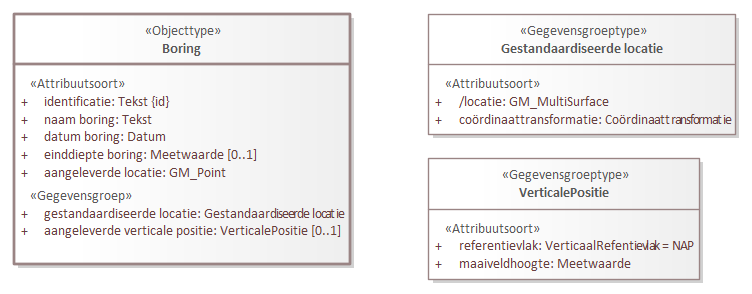 «Objecttype»
Boring
«Attribuutsoort»
+ identificatie: Tekst {id}
+ naam boring: Tekst
+ datum boring: Datum
+ einddiepte boring: Meetwaarde [0..1]
+ aangeleverde locatie: GM_Point
«Gegevensgroep»
+ gestandaardiseerde locatie: Gestandaardiseerde locatie
+ aangeleverde verticale positie: VerticalePositie [0..1]
«Gegevensgroeptype»
Gestandaardiseerde locatie
«Attribuutsoort»
+ /locatie: GM_MultiSurface
+ coördinaattransformatie: Coördinaattransformatie
«Gegevensgroeptype»
VerticalePositie
«Attribuutsoort»
+ referentievlak: VerticaalRefentievlak = NAP
+ maaiveldhoogte: Meetwaarde